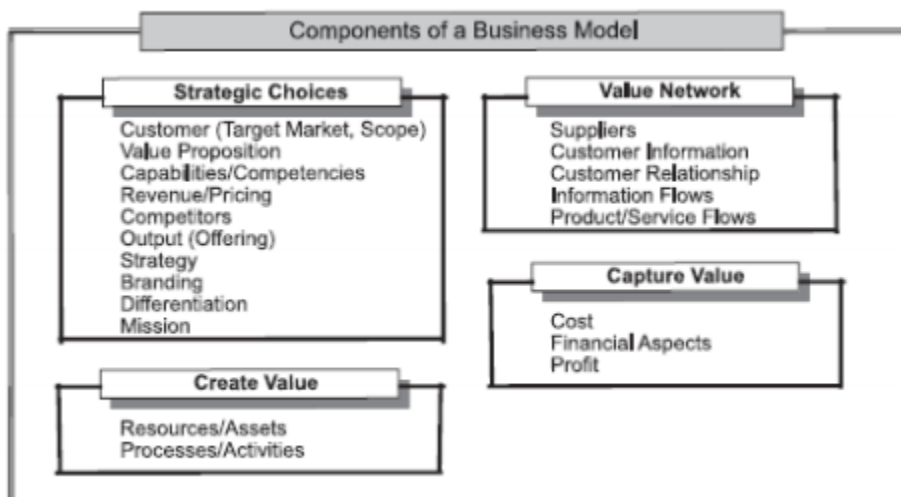 Components of a Business Model
Strategic Choices
Customer (Target Market, Scope)
Value Proposition
Capabilities/Competencies
Revenue/Pricing
Competitors
Output (Offering)
Strategy
Branding
Differentiation
Mission
Create Value
Resources/Assets
Processes/Activities
Value Network
Suppliers
Customer Information
Customer Relationship
Information Flows
Product/Service Flows
Capture Value
Cost
Financial Aspects
Profit